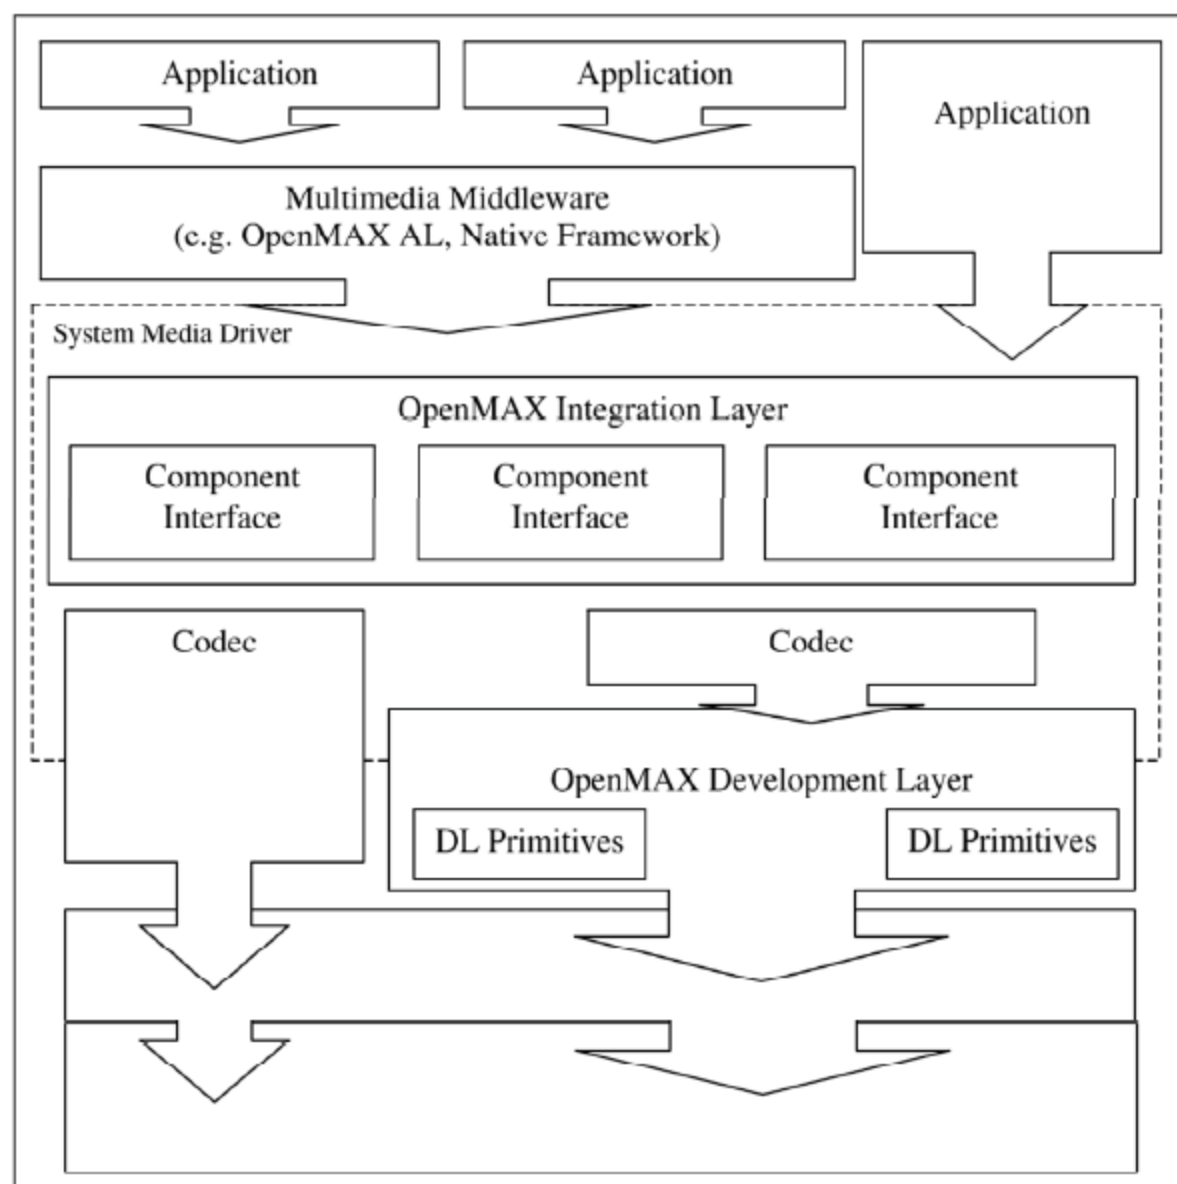 Application
Application
Application
Multimedia Middleware
(e.g. OpenMAX AL, Native Framework)
System Media Driver
OpenMAX Integration Layer
Component
Interface
Component
Interface
Component
Interface
Codec
Codec
OpenMAX Development Layer
DL Primitives
DL Primitives